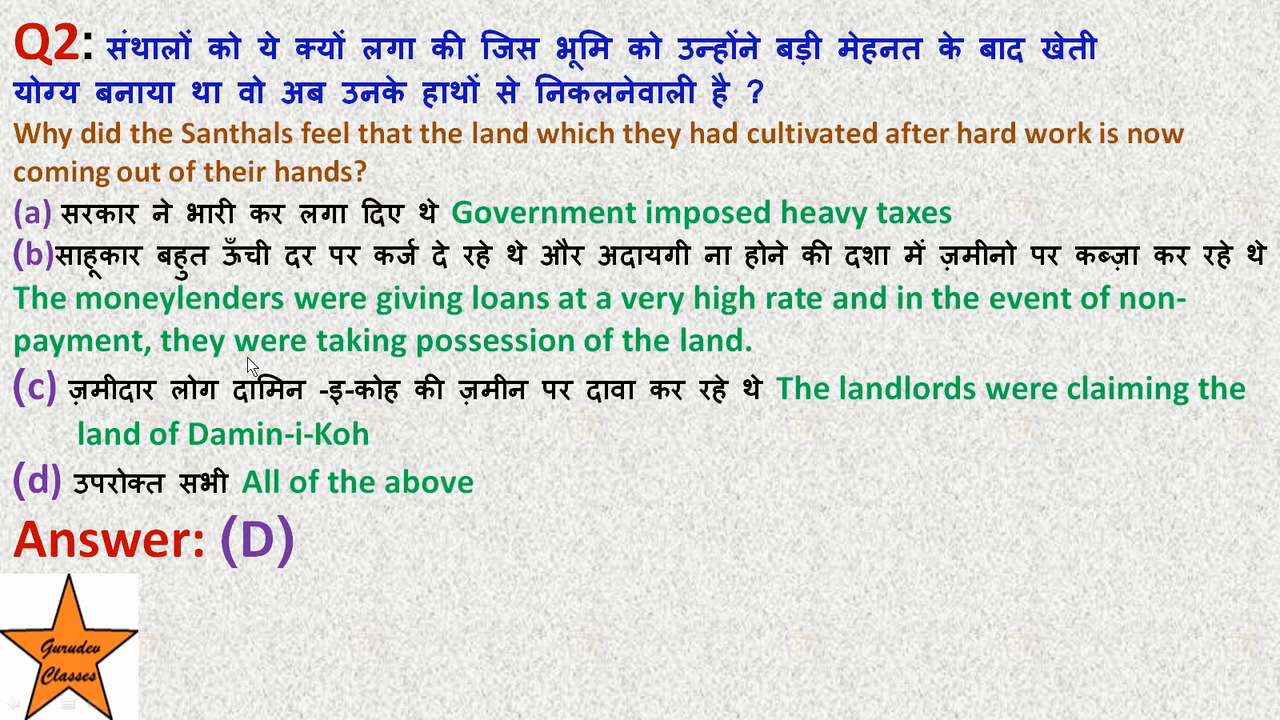 Q2: संथालों को ये क्यों लगा की जिस भूमि को उन्होंने बड़ी मेहनत के बाद खेती
योग्य बनाया था वो अब उनके हाथों से निकलनेवाली है ?
Why did the Santhals feel that the land which they had cultivated after hard work is now
coming out of their hands?
(a) सरकार ने भारी कर लगा दिए थे Government imposed heavy taxes
(b)साहूकार बहुत ऊँची दर पर कर्ज दे रहे थे और अदायगी ना होने की दशा में ज़मीनो पर कब्ज़ा कर रहे थे
The moneylenders were giving loans at a very high rate and in the event of non-
payment, they were taking possession of the land.
(c) ज़मीदार लोग दामिन -इ-कोह की ज़मीन पर दावा कर रहे थे The landlords were claiming the
land of Damin-i-Koh
(d) उपरोक्त सभी All of the above
Answer: (D)
Gurudev
Classes